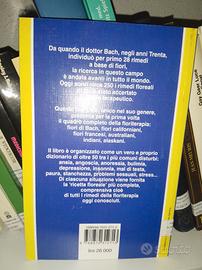 Da quando il dottor Bach, negli anni Trenta,
individuò per primo 28 rimedi
a base di fiori,
la ricerca in questo campo
è andata avanti in tutto il mondo.
Oggi sono circa 250 i rimedi floreali
accertato
terapeutico.
Questo unico nel suo genere,
presenta per la prima volta
il quadro completo della floriterapia:
fiori di Bach, fiori californiani,
fiori francesi, australiani,
indiani, alaskani.
Il libro è organizzato come un vero e proprio
dizionario di oltre 50 tra i più comuni disturbi:
ansia, angoscia, anoressia, bulimia,
depressione, insonnia, mal di testa,
paura, stanchezza, problemi sessuali, stress...
Di ciascuna situazione viene fornita
la "ricetta floreale" più completa,
comprensiva cioè
di tutti i rimedi della floriterapia
oggi conosciuti.
lire 26 000
subito